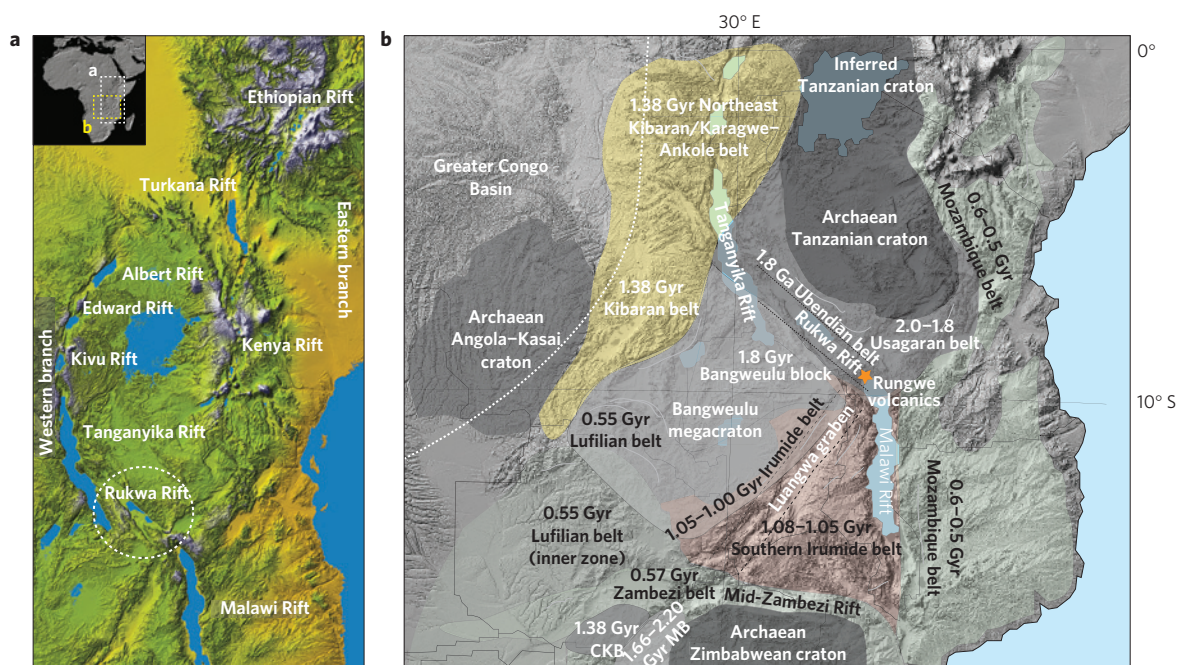 a
a
b
Ethiopian Rift
Turkana Rift
Eastern branch
Albert Rift
Edward Rift
Kenya Rift
Kivu Rift
Western branch
Tanganyika Rift
Rukwa Rift
Malawi Rift
b
30° E
0°
10° S
Inferred
Tanzanian craton
1.38 Gyr Northeast
Kibaran/Karagwe–
Ankole belt
Greater Congo
Basin
Archaean
Tanzanian craton
0.6–0.5 Gyr
Mozambique belt
Tanganyika Rift
1.8 Ga Ubendian belt
Rukwa Rift
1.38 Gyr
Kibaran belt
Archaean
Angola–Kasai
craton
2.0–1.8
Usagaran belt
1.8 Gyr
Bangweulu block
Rungwe
volcanics
Bangweulu
megacraton
0.55 Gyr
Lufilian belt
1.05–1.00 Gyr Irumide belt
Luangwa graben
Malawi Rift
0.6–0.5 Gyr
Mozambique belt
0.55 Gyr
Lufilian belt
(inner zone)
1.08–1.05 Gyr
Southern Irumide belt
0.57 Gyr
Zambezi belt
Mid-Zambezi Rift
1.38 Gyr
CKB
1.66–2.20
Gyr MB
Archaean
Zimbabwean craton